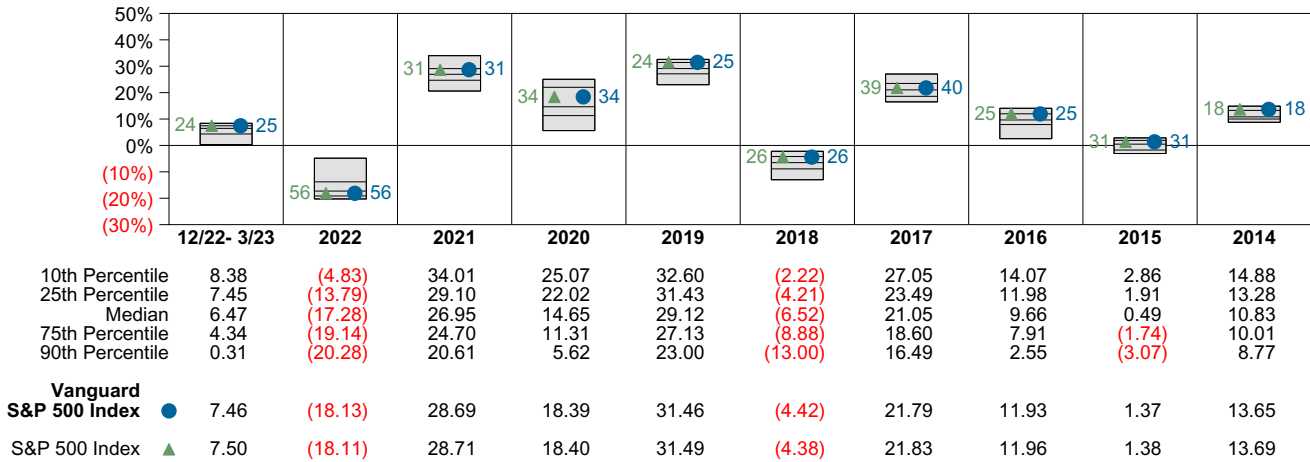 50%
40%
30%
20%
10%
0%
(10%)
(20%)
(30%)
24 25
56 56
31 31
34 34
24 25
26 26
39 40
25 25
31 31
18 18
12/22- 3/23 2022 2021 2020 2019 2018 2017 2016 2015 2014
10th Percentile 8.38 (4.83) 34.01 25.07 32.60 (2.22) 27.05 14.07 2.86 14.88
25th Percentile 7.45 (13.79) 29.10 22.02 31.43 (4.21) 23.49 11.98 1.91 13.28
Median 6.47 (17.28) 26.95 14.65 29.12 (6.52) 21.05 9.66 0.49 10.83
75th Percentile 4.34 (19.14) 24.70 11.31 27.13 (8.88) 18.60 7.91 (1.74) 10.01
90th Percentile 0.31 (20.28) 20.61 5.62 23.00 (13.00) 16.49 2.55 (3.07) 8.77
Vanguard
S&P 500 Index 7.46 (18.13) 28.69 18.39 31.46 (4.42) 21.79 11.93 1.37 13.65
S&P 500 Index 7.50 (18.11) 28.71 18.40 31.49 (4.38) 21.83 11.96 1.38 13.69